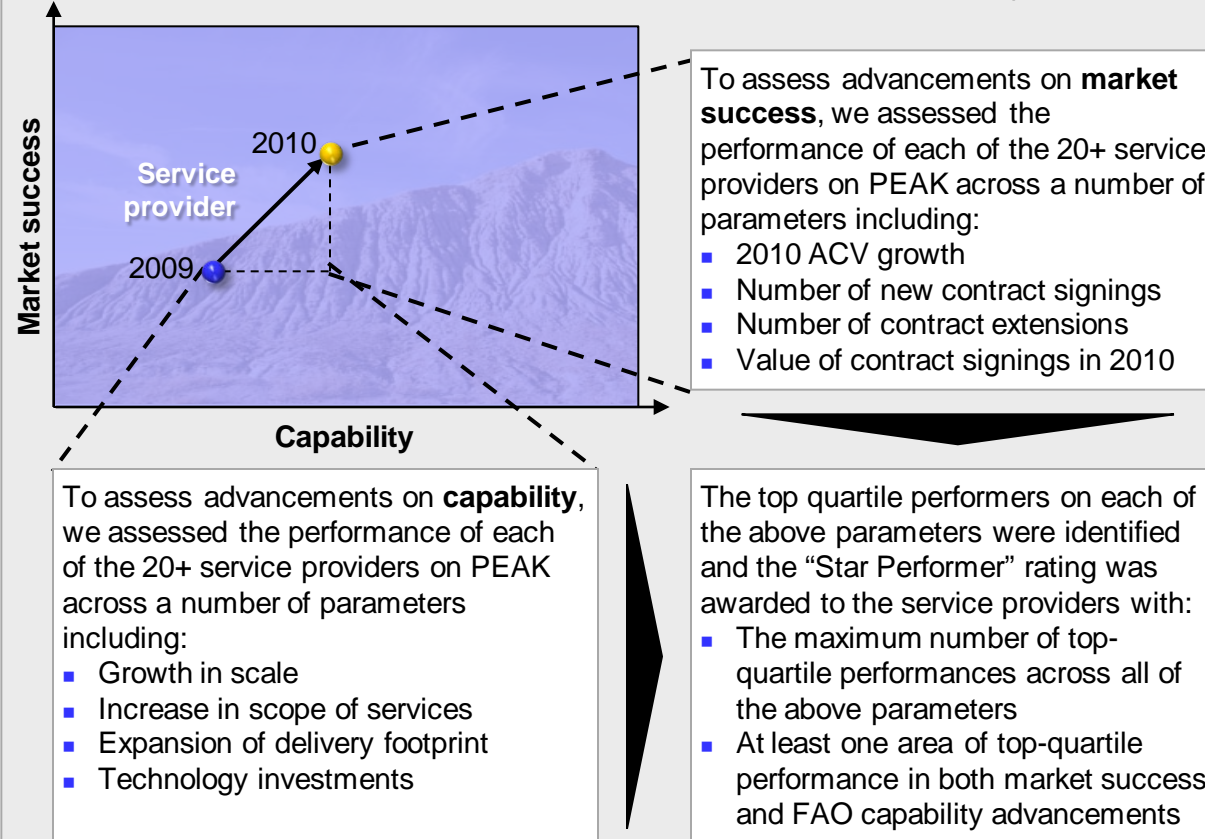 Market success
2010
Service
provider
2009
Capability
To assess advancements on market
success, we assessed the
performance of each of the 20+ service
providers on PEAK across a number of
parameters including:
■ 2010 ACV growth
■ Number of new contract signings
■ Number of contract extensions
■ Value of contract signings in 2010
To assess advancements on capability,
we assessed the performance of each
of the 20+ service providers on PEAK
across a number of parameters
including:
■ Growth in scale
■ Increase in scope of services
■ Expansion of delivery footprint
■ Technology investments
The top quartile performers on each of
the above parameters were identified
and the “Star Performer” rating was
awarded to the service providers with:
■ The maximum number of top-
quartile performances across all of
the above parameters
■ At least one area of top-quartile
performance in both market success
and FAO capability advancements